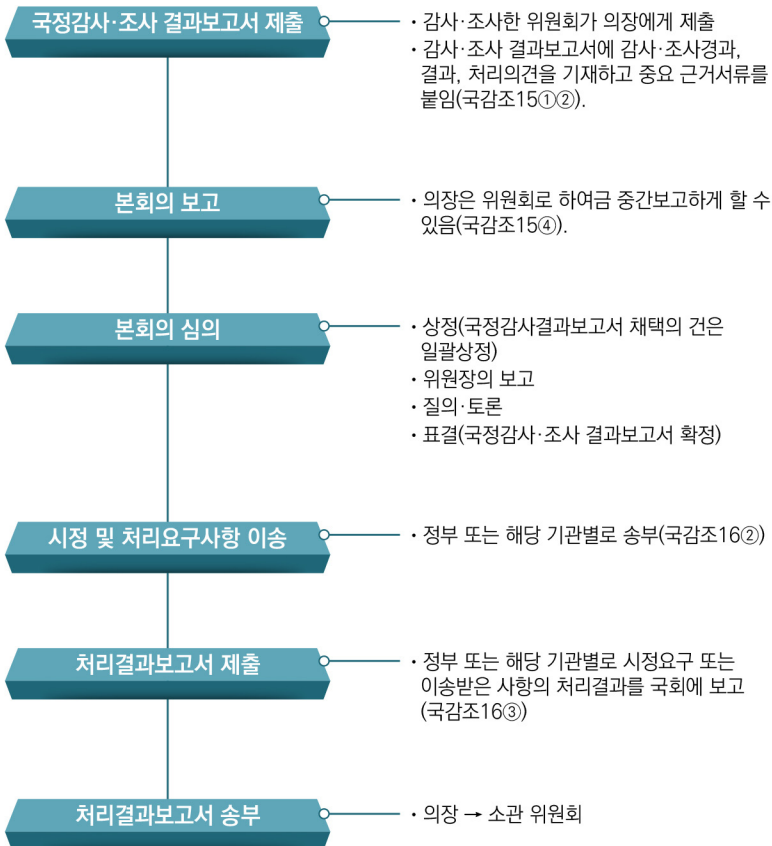 국정감사·조사 결과보고서 제출
· 감사·조사한 위원회가 의장에게 제출
· 감사·조사 결과보고서에 감사·조사경과,
결과, 처리의견을 기재하고 중요 근거서류를
붙임(국감조15①②).
본회의 보고
· 의장은 위원회로 하여금 중간보고하게 할 수
있음(국감조15④).
본회의 심의
· 상정(국정감사결과보고서 채택의 건은
일괄상정)
· 위원장의 보고
· 질의·토론
· 표결(국정감사·조사 결과보고서 확정)
시정 및 처리요구사항 이송
· 정부 또는 해당 기관별로 송부(국감조16②)
처리결과보고서 제출
· 정부 또는 해당 기관별로 시정요구 또는
이송받은 사항의 처리결과를 국회에 보고
(국감조16③)
처리결과보고서 송부
· 의장 → 소관 위원회